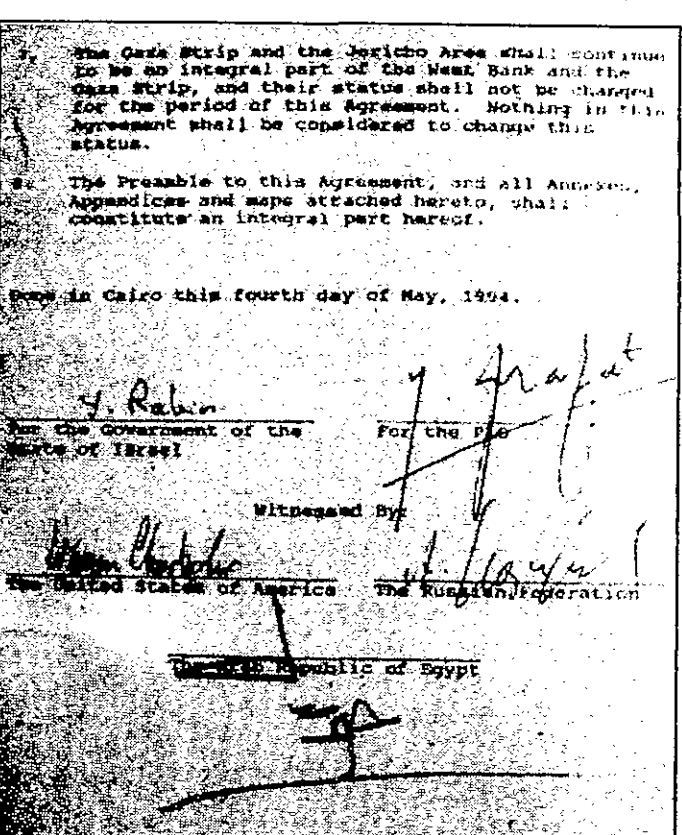 7. The Gaza Strip and the Jericho Area shall continue
to be an integral part of the West Bank and the
Gaza Strip, and their status shall not be changed
for the period of this Agreement. Nothing in this
Agreement shall be considered to change this
status.
8. The Preamble to this Agreement, and all Annexes,
Appendices and maps attached hereto, shall
constitute an integral part hereof.
Done in Cairo this fourth day of May, 1994.
Y. Rabin
Y. Arafat
For the Government of the
For the PLO
State of Israel
Witnessed By:
The United States of America
The Russian Federation
The Arab Republic of Egypt